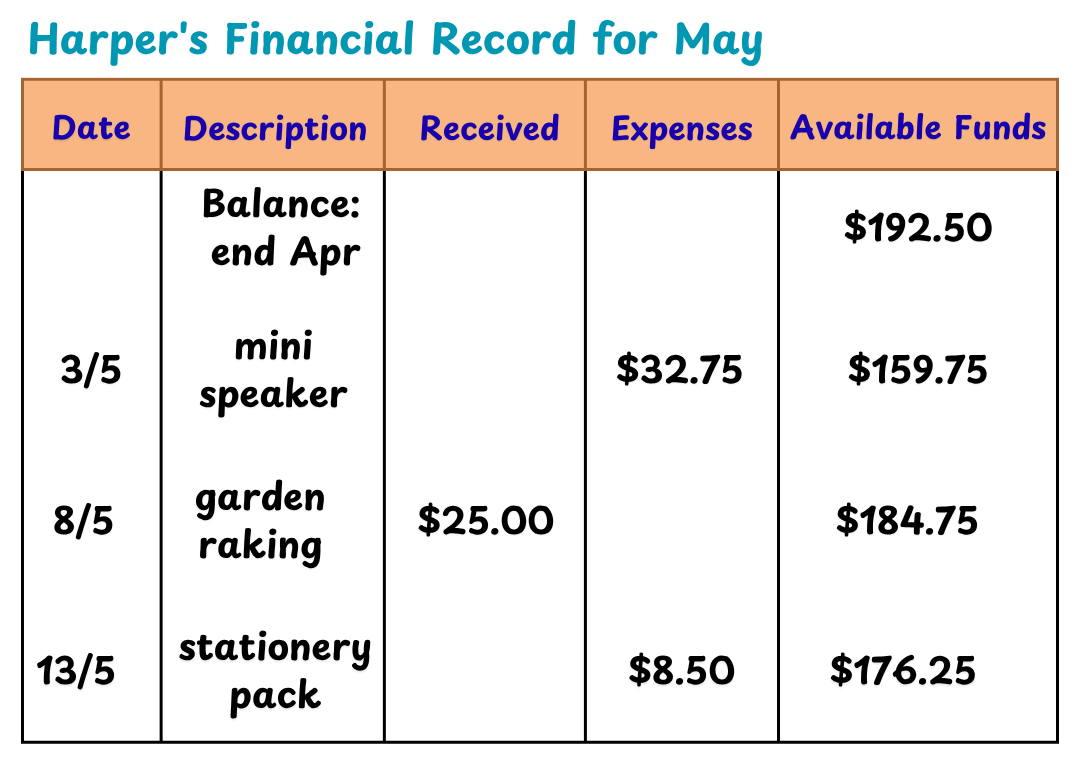 Harper's Financial Record for May
Date Description Received Expenses Available Funds
Balance:
end Apr
$192.50
3/5
mini
speaker
$32.75
$159.75
8/5
garden
raking
$25.00
$184.75
13/5
stationery
pack
$8.50
$176.25